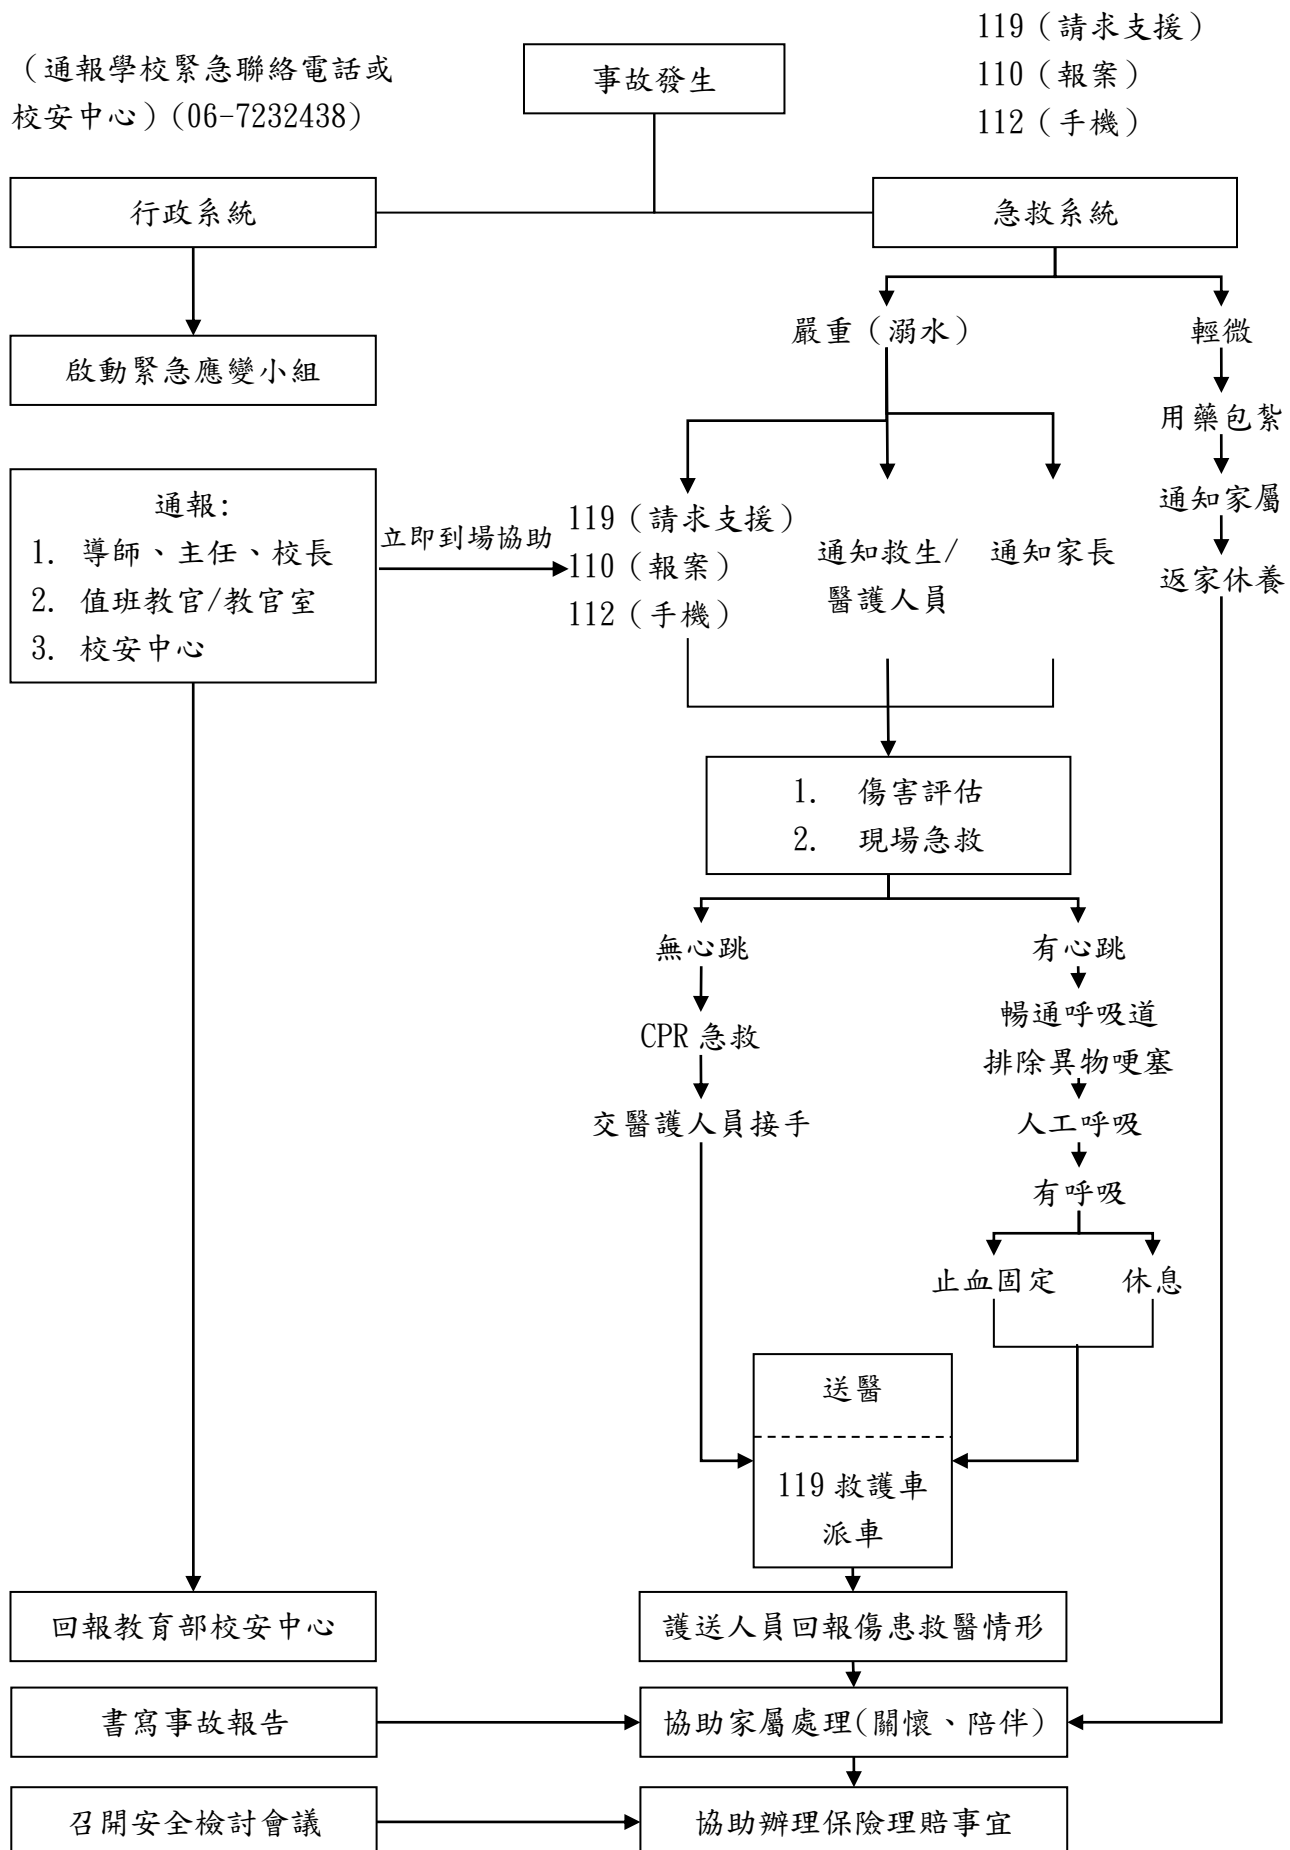 （通報學校緊急聯絡電話或
校安中心）(06-7232438)
事故發生
119（請求支援）
110（報案）
112（手機）
行政系統
急救系統
啟動緊急應變小組
嚴重（溺水）
輕微
用藥包紮
通知家屬
返家休養
通報:
1. 導師、主任、校長
2. 值班教官/教官室
3. 校安中心
立即到場協助
119（請求支援）
110（報案）
112（手機）
通知救生/
醫護人員
通知家長
1. 傷害評估
2. 現場急救
無心跳
CPR 急救
交醫護人員接手
有心跳
暢通呼吸道
排除異物哽塞
人工呼吸
有呼吸
止血固定
休息
送醫
119 救護車
派車
回報教育部校安中心
護送人員回報傷患救醫情形
書寫事故報告
協助家屬處理(關懷、陪伴)
召開安全檢討會議
協助辦理保險理賠事宜